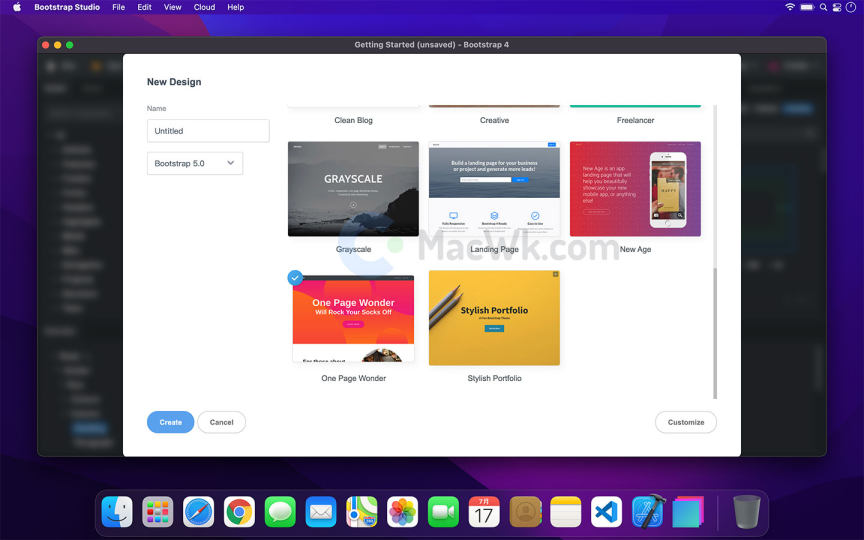 Bootstrap Studio File Edit View Cloud Help
Getting Started (unsaved) - Bootstrap 4
New Design
Name
Untitled
Bootstrap 5.0
Clean Blog
Creative
Freelancer
GRAYSCALE
Build a landing page for your business
or project and generate more leads!
Fully Responsive
Bootstrap 4 Ready
Easy to Use
New Age is an app
landing page that will
help you beautifully
showcase your new
mobile app, or anything
else!
HAPPY
Grayscale
Landing Page
New Age
MacWk.com
One Page Wonder
Will Rock Your Socks Off
For those about
Stylish Portfolio
One Page Wonder
Stylish Portfolio
Create
Cancel
Customize
7月
17